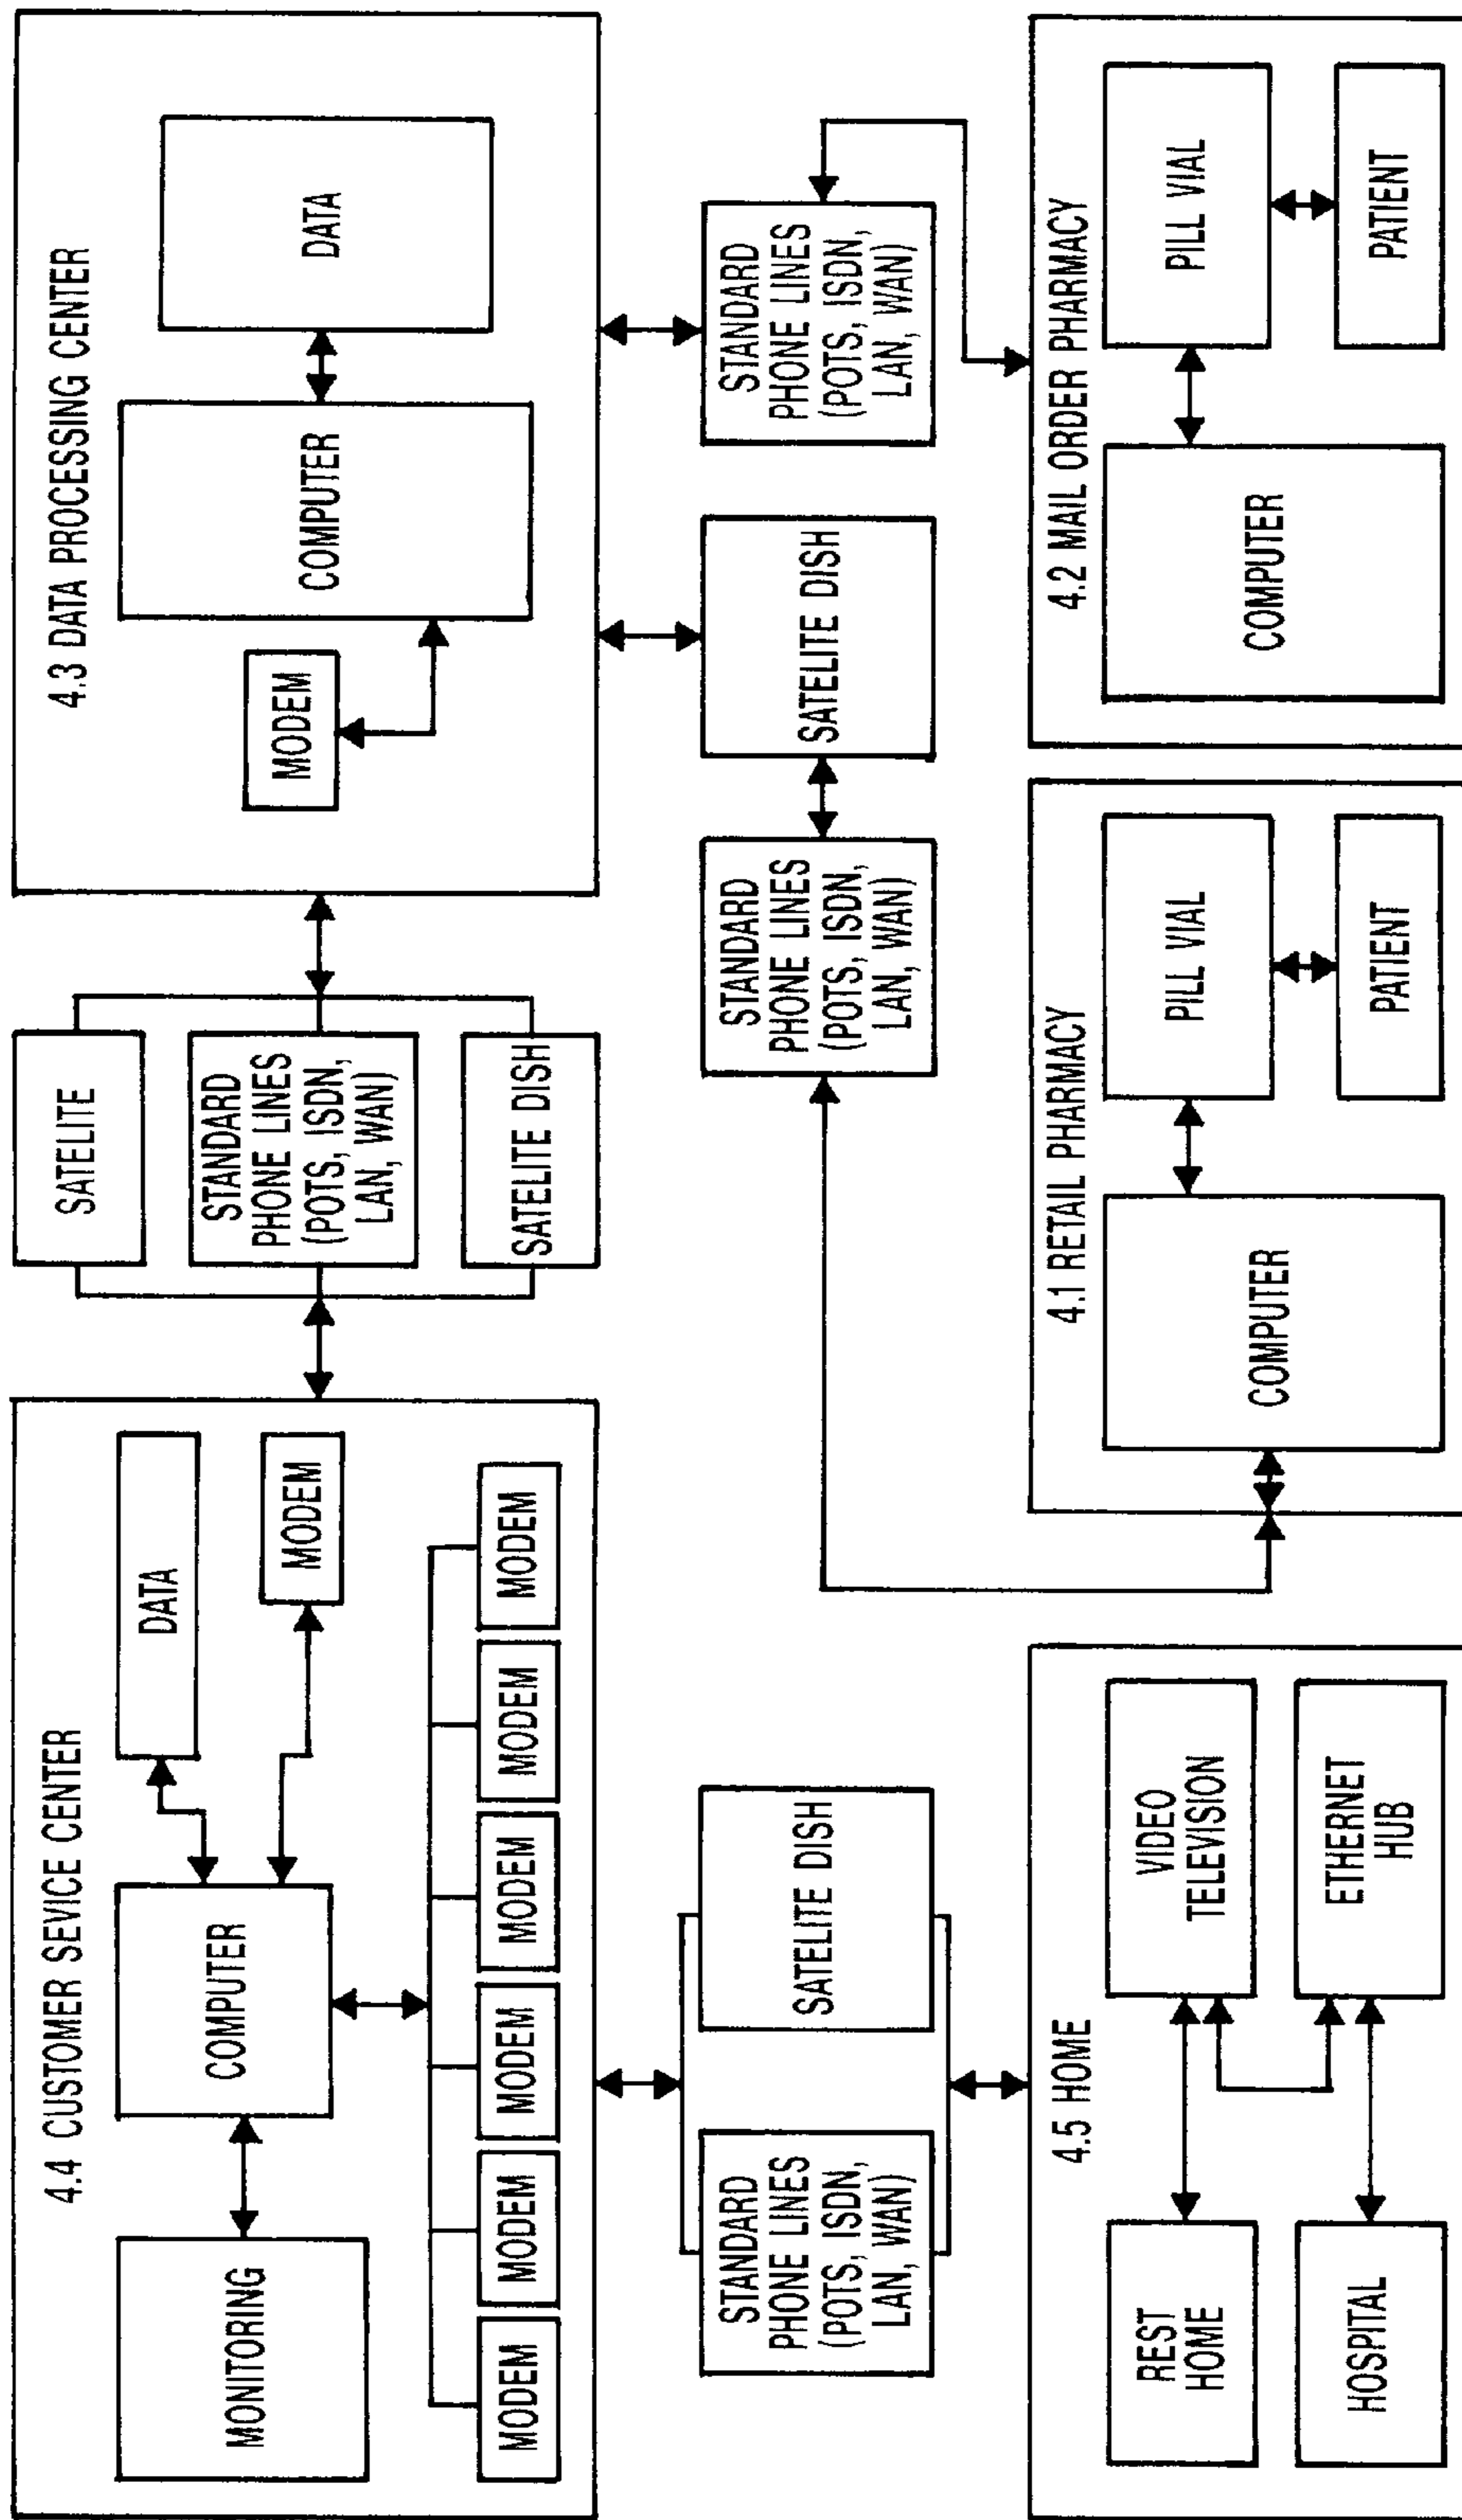 4.4 CUSTOMER SEVICE CENTER
MONITORING
COMPUTER
DATA
MODEM
MODEM
MODEM
MODEM
MODEM
MODEM
MODEM
SATELITE
STANDARD
PHONE LINES
(POTS, ISDN,
LAN, WAN)
SATELITE DISH
4.3 DATA PROCESSING CENTER
MODEM
COMPUTER
DATA
STANDARD
PHONE LINES
(POTS, ISDN,
LAN, WAN)
SATELITE DISH
STANDARD
PHONE LINES
(POTS, ISDN,
LAN, WAN)
SATELITE DISH
STANDARD
PHONE LINES
(POTS, ISDN,
LAN, WAN)
4.5 HOME
REST
HOME
VIDEO
TELEVISION
HOSPITAL
ETHERNET
HUB
4.1 RETAIL PHARMACY
COMPUTER
PILL VIAL
PATIENT
4.2 MAIL ORDER PHARMACY
COMPUTER
PILL VIAL
PATIENT